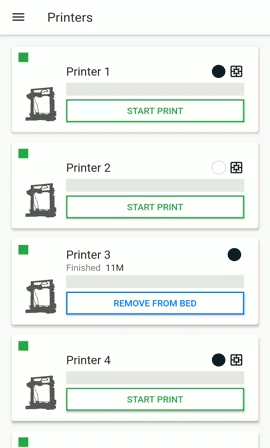 Printers
Printer 1
START PRINT
Printer 2
START PRINT
Printer 3
Finished 11M
REMOVE FROM BED
Printer 4
START PRINT